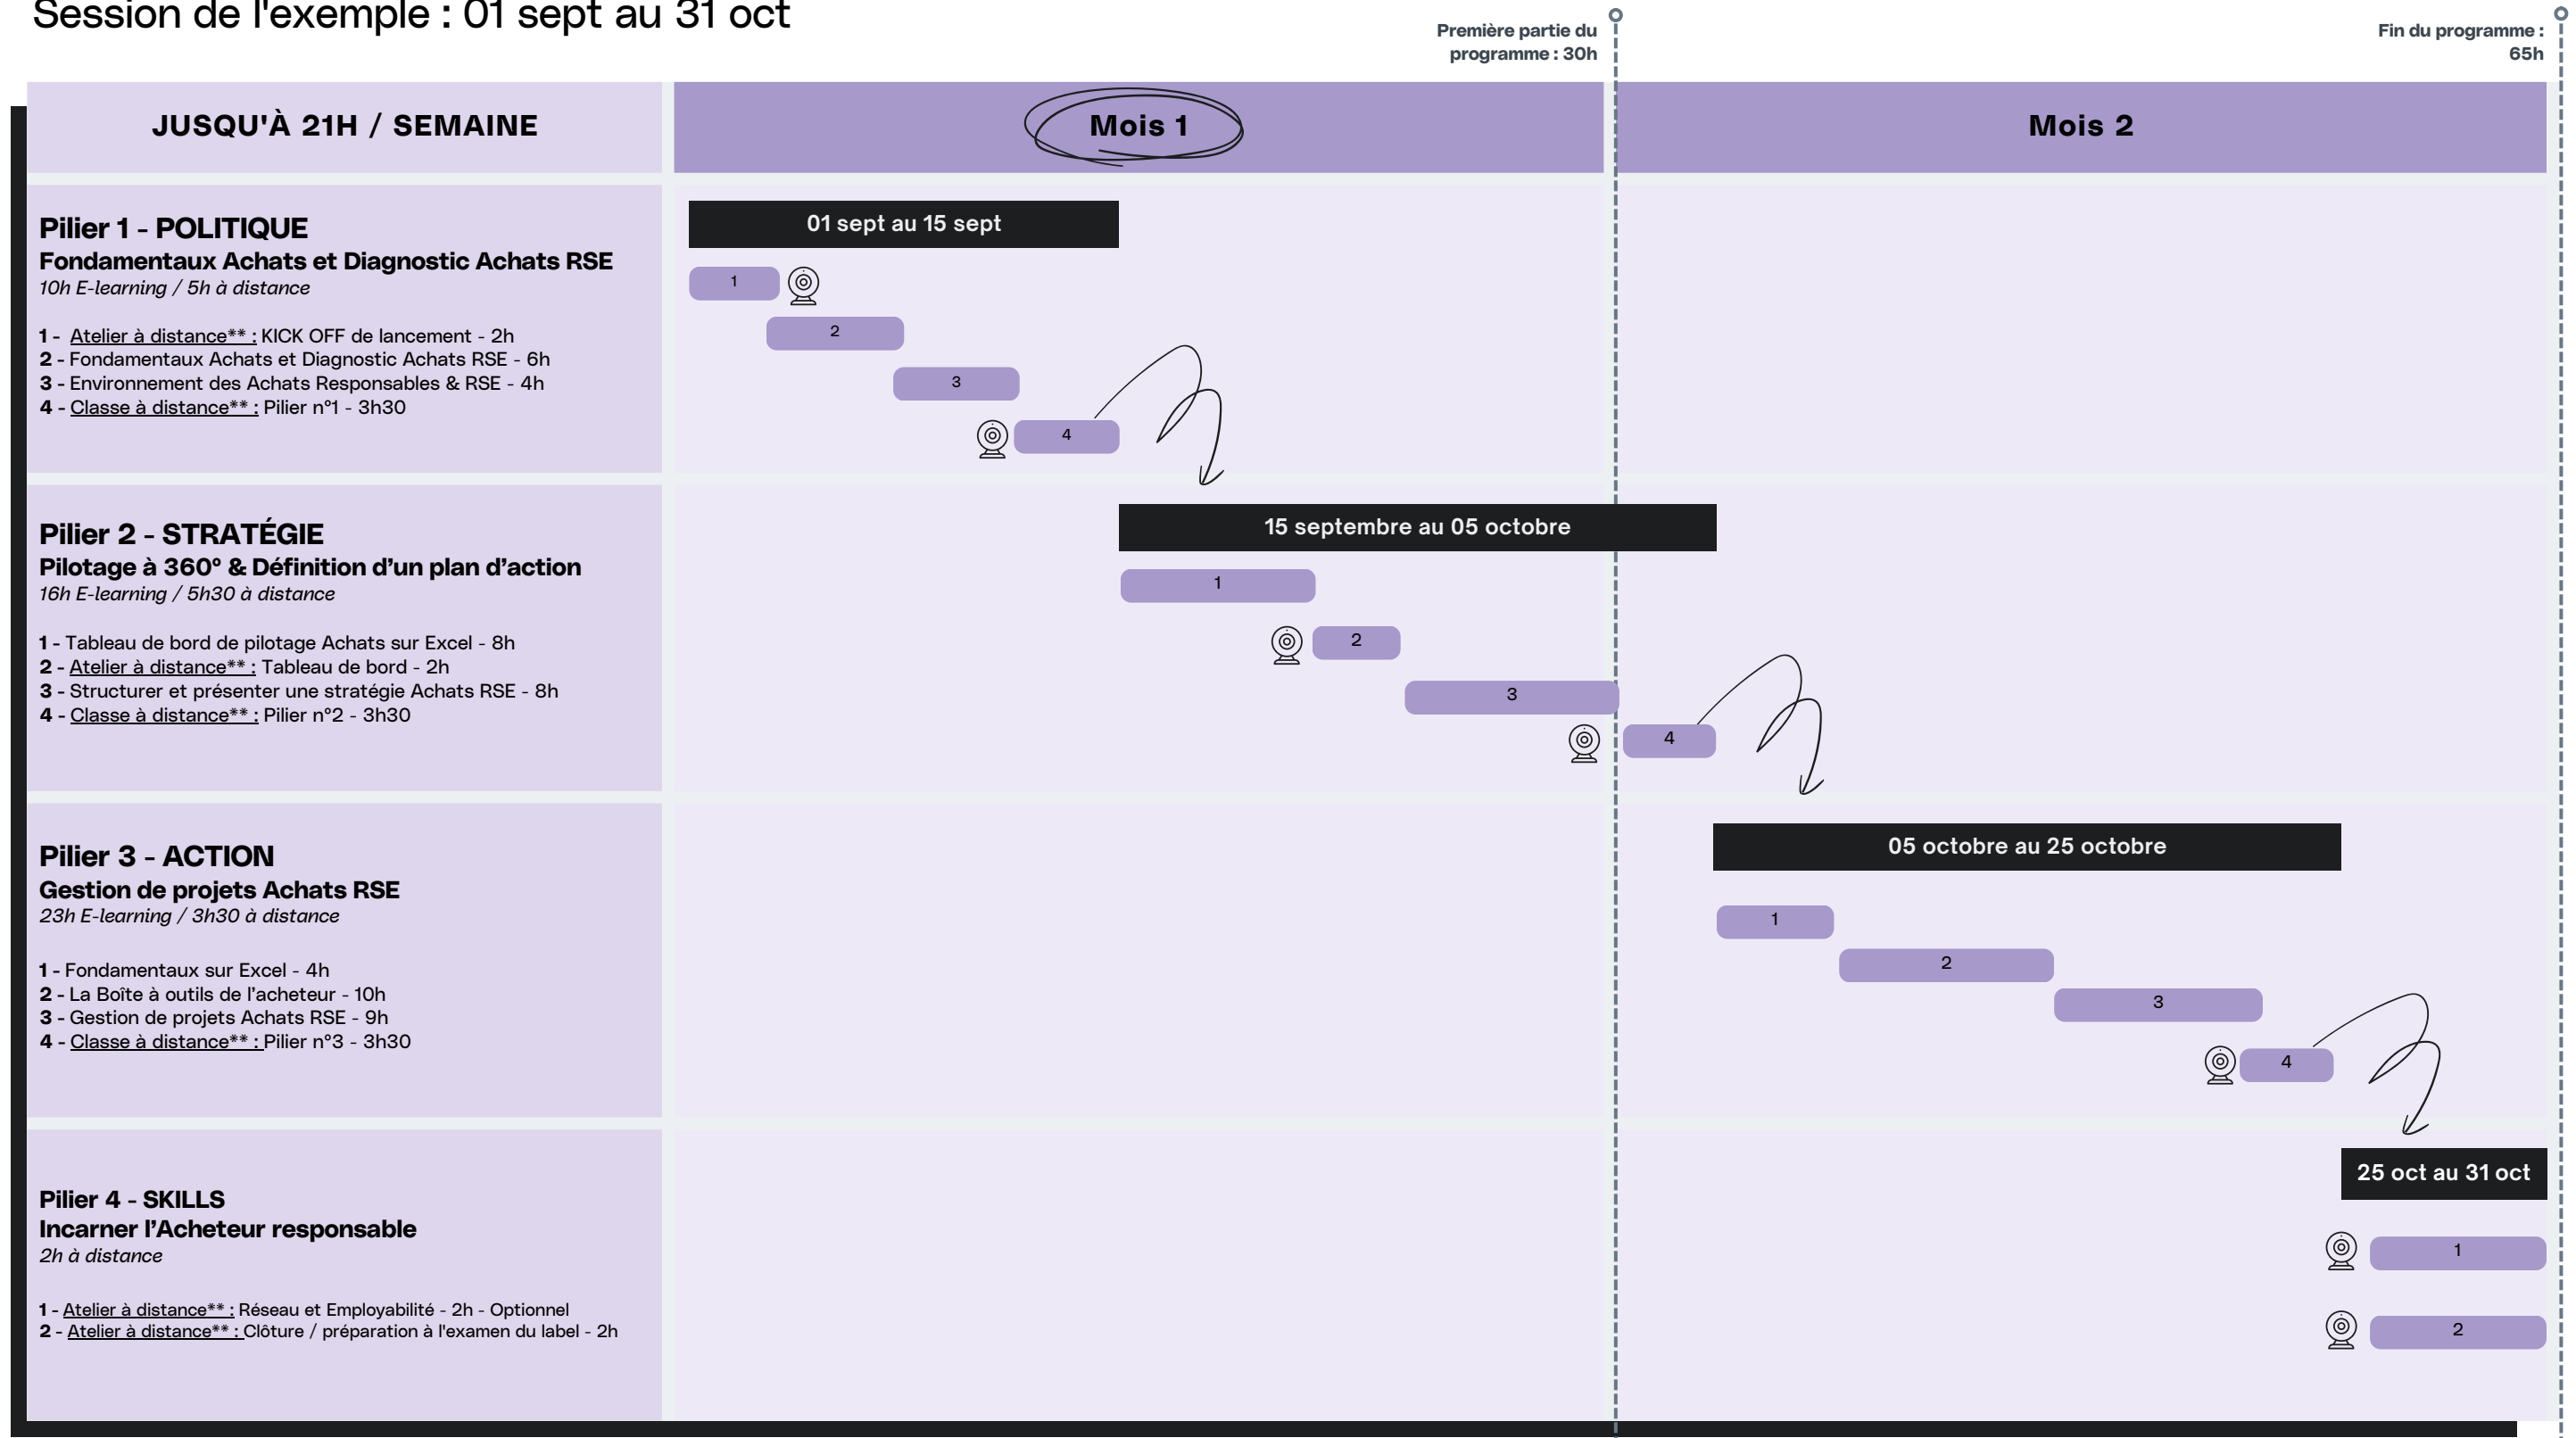 Session de l'exemple : 01 sept au 31 oct
Première partie du
programme : 30h
Fin du programme :
65h
JUSQU'À 21H / SEMAINE
Mois 1
Mois 2
Pilier 1 - POLITIQUE
Fondamentaux Achats et Diagnostic Achats RSE
10h E-learning / 5h à distance
1 - Atelier à distance** : KICK OFF de lancement - 2h
2 - Fondamentaux Achats et Diagnostic Achats RSE - 6h
3 - Environnement des Achats Responsables & RSE - 4h
4 - Classe à distance** : Pilier n°1 - 3h30
01 sept au 15 sept
1
2
3
4
Pilier 2 - STRATÉGIE
Pilotage à 360° & Définition d’un plan d’action
16h E-learning / 5h30 à distance
1 - Tableau de bord de pilotage Achats sur Excel - 8h
2 - Atelier à distance** : Tableau de bord - 2h
3 - Structurer et présenter une stratégie Achats RSE - 8h
4 - Classe à distance** : Pilier n°2 - 3h30
15 septembre au 05 octobre
1
2
3
4
Pilier 3 - ACTION
Gestion de projets Achats RSE
23h E-learning / 3h30 à distance
1 - Fondamentaux sur Excel - 4h
2 - La Boîte à outils de l’acheteur - 10h
3 - Gestion de projets Achats RSE - 9h
4 - Classe à distance** : Pilier n°3 - 3h30
05 octobre au 25 octobre
1
2
3
4
Pilier 4 - SKILLS
Incarner l’Acheteur responsable
2h à distance
1 - Atelier à distance** : Réseau et Employabilité - 2h - Optionnel
2 - Atelier à distance** : Clôture / préparation à l'examen du label - 2h
25 oct au 31 oct
1
2